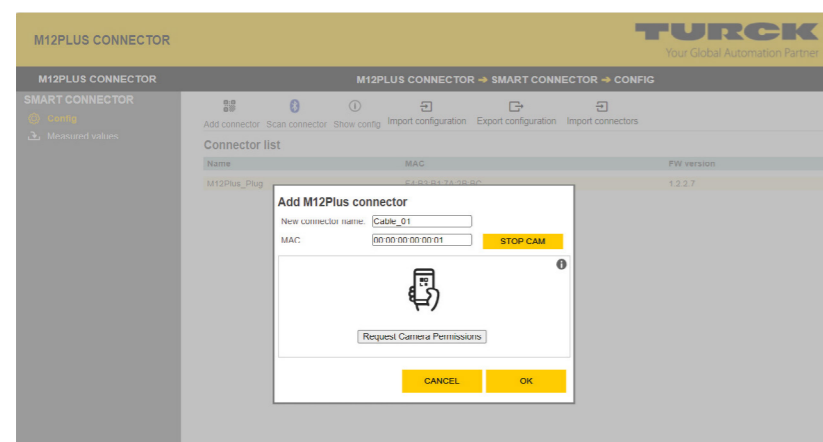 M12PLUS CONNECTOR
TURCK
Your Global Automation Partner
M12PLUS CONNECTOR
M12PLUS CONNECTOR ➔ SMART CONNECTOR ➔ CONFIG
SMART CONNECTOR
Config
Measured values
Add connector Scan connector Show config Import configuration Export configuration Import connectors
Connector list
Name MAC FW version
M12Plus_Plug 1.2.2.7
Add M12Plus connector
New connector name: Cable_01
MAC 00:00:00:00:00:01 STOP CAM
Request Camera Permissions
CANCEL OK